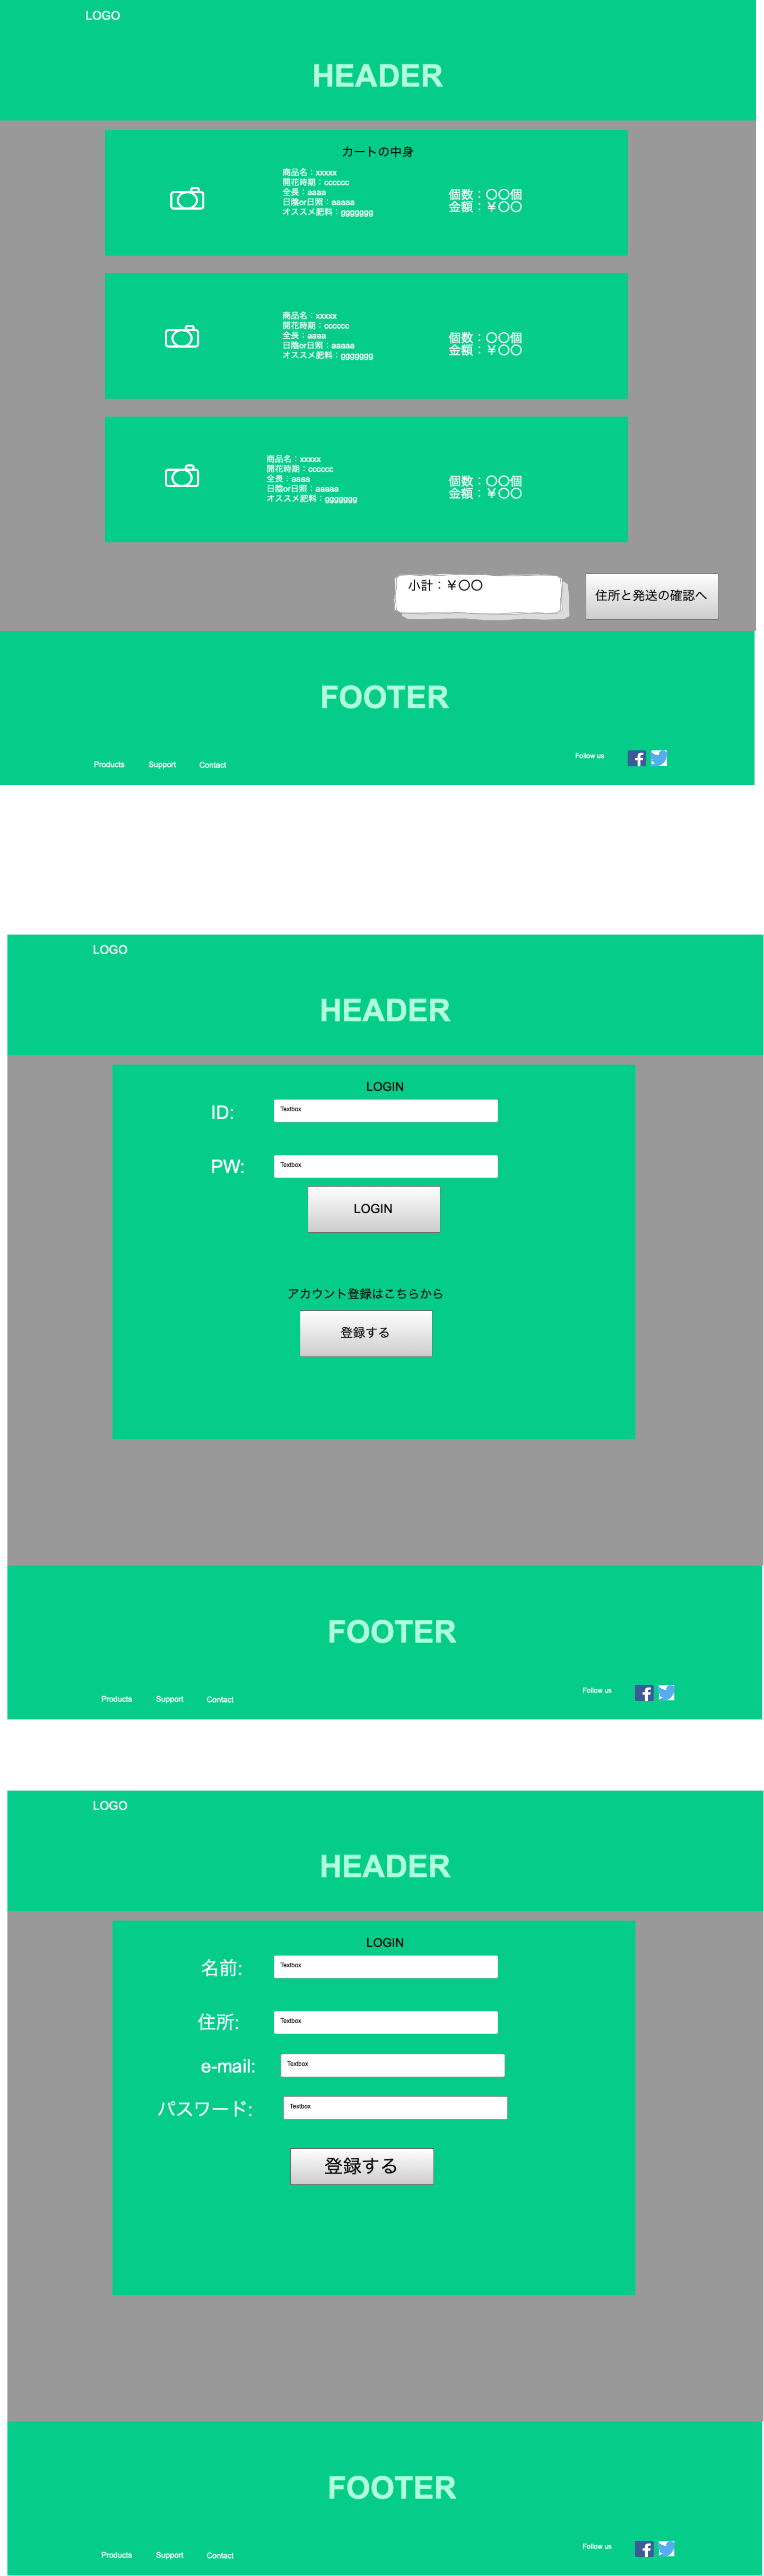 LOGO
HEADER
カートの中身
商品名：xxxxx
開花時期：cccccc
全長：aaaa
日陰or日照：aaaaa
オススメ肥料：ggggggg
個数：〇〇個
金額：￥〇〇
商品名：xxxxx
開花時期：cccccc
全長：aaaa
日陰or日照：aaaaa
オススメ肥料：ggggggg
個数：〇〇個
金額：￥〇〇
商品名：xxxxx
開花時期：cccccc
全長：aaaa
日陰or日照：aaaaa
オススメ肥料：ggggggg
個数：〇〇個
金額：￥〇〇
小計：￥〇〇
住所と発送の確認へ
FOOTER
Products Support Contact
Follow us
LOGO
HEADER
LOGIN
ID: Textbox
PW: Textbox
LOGIN
アカウント登録はこちらから
登録する
FOOTER
Products Support Contact
Follow us
LOGO
HEADER
LOGIN
名前: Textbox
住所: Textbox
e-mail: Textbox
パスワード: Textbox
登録する
FOOTER
Products Support Contact
Follow us